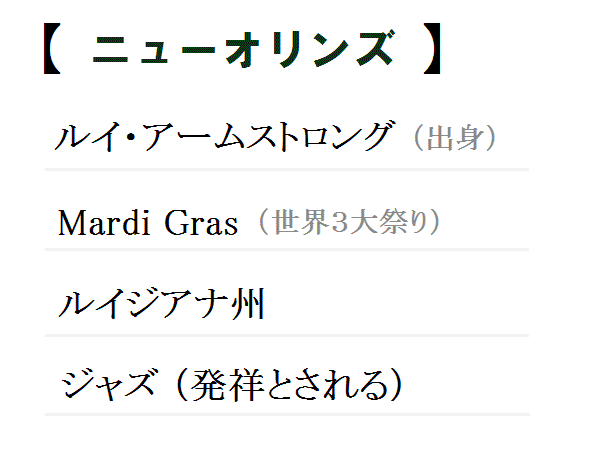 【 ニューオリンズ 】
ルイ・アームストロング（出身）
Mardi Gras（世界３大祭り）
ルイジアナ州
ジャズ（発祥とされる）